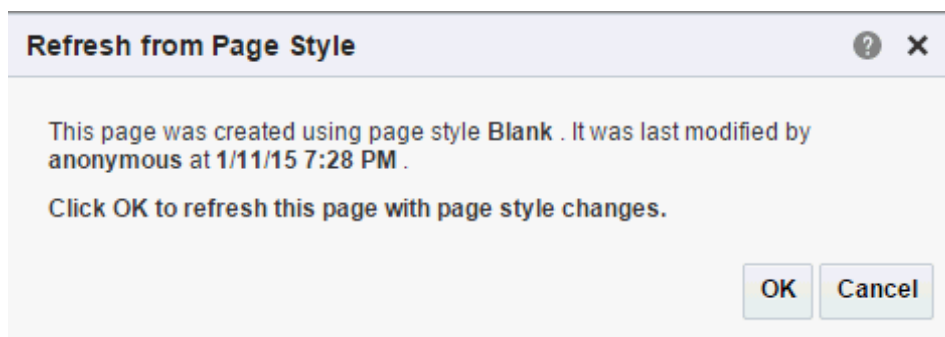 Refresh from Page Style
This page was created using page style Blank . It was last modified by
anonymous at 1/11/15 7:28 PM .
Click OK to refresh this page with page style changes.
OK Cancel